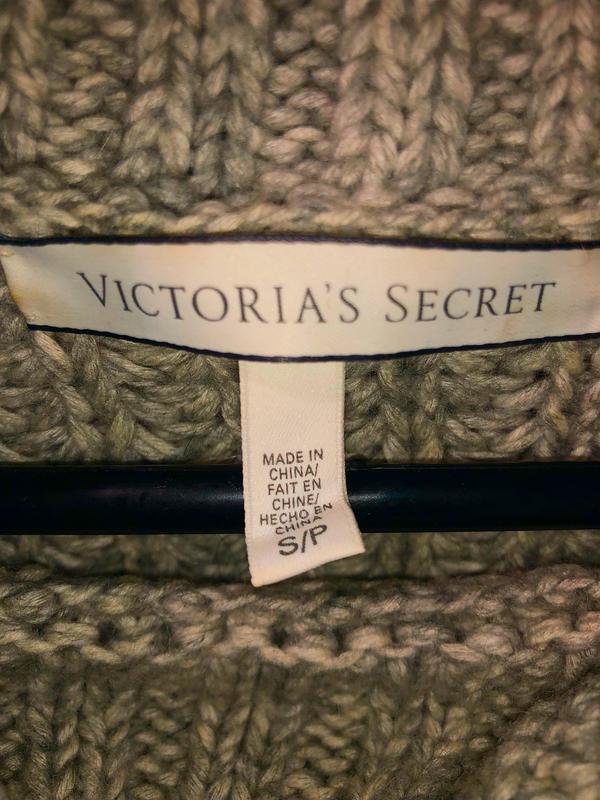 VICTORIA'S SECRET
MADE IN
CHINA/
FAIT EN
CHINE/
HECHO EN
CHINA
S/P